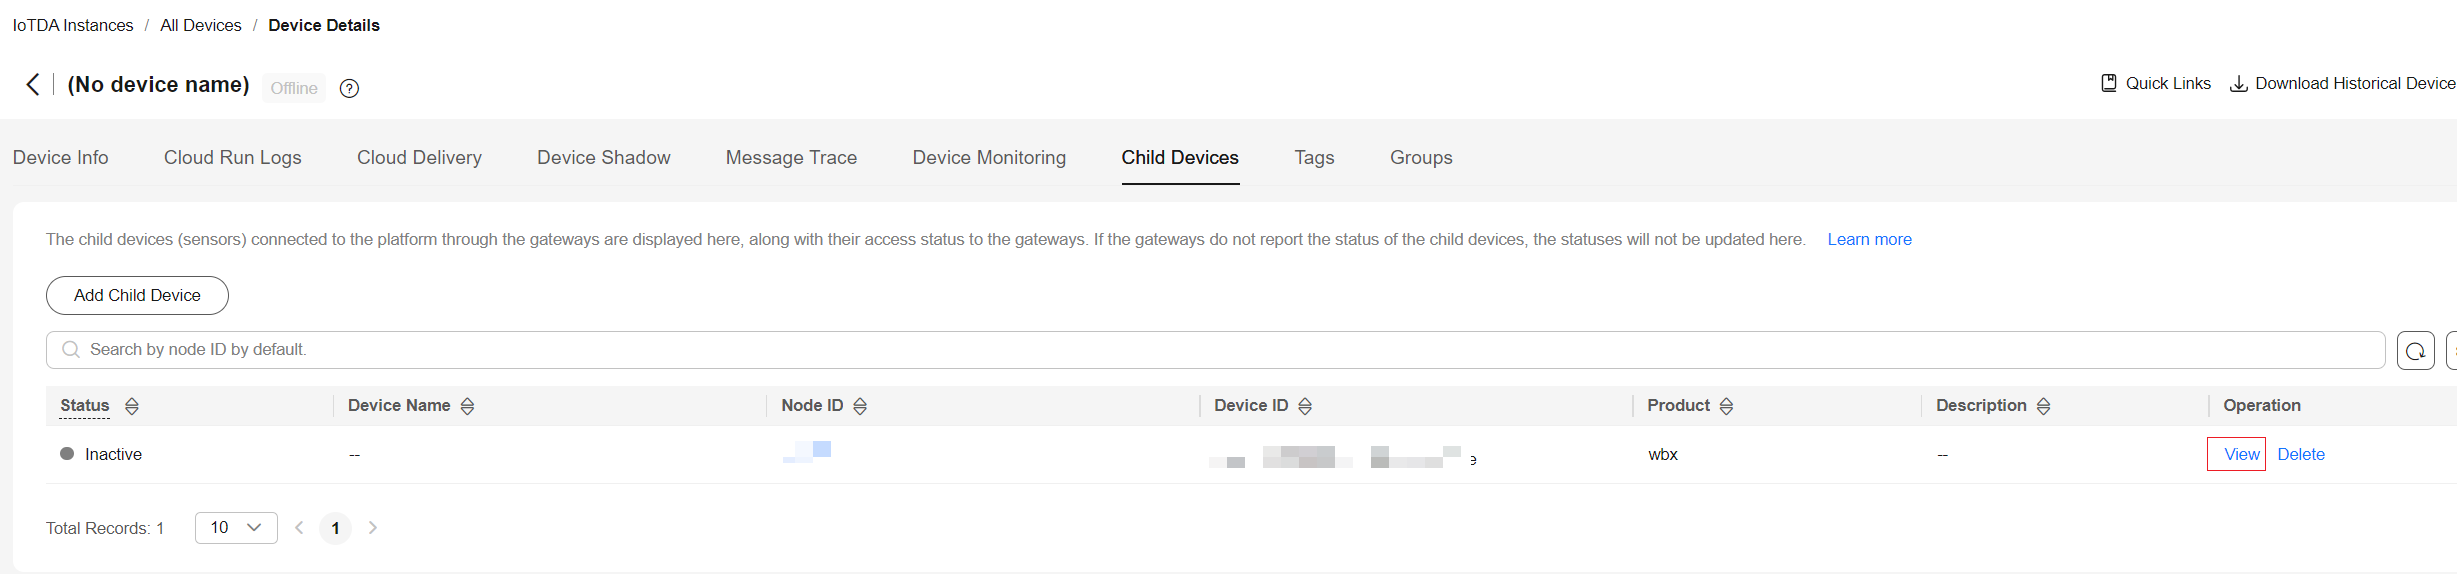 IoTDA Instances / All Devices / Device Details
(No device name) Offline ?
Quick Links Download Historical Device
Device Info Cloud Run Logs Cloud Delivery Device Shadow Message Trace Device Monitoring Child Devices Tags Groups
The child devices (sensors) connected to the platform through the gateways are displayed here, along with their access status to the gateways. If the gateways do not report the status of the child devices, the statuses will not be updated here. Learn more
Add Child Device
Search by node ID by default.
Status Device Name Node ID Device ID Product Description Operation
Inactive -- e wbx -- View Delete
Total Records: 1 10 1